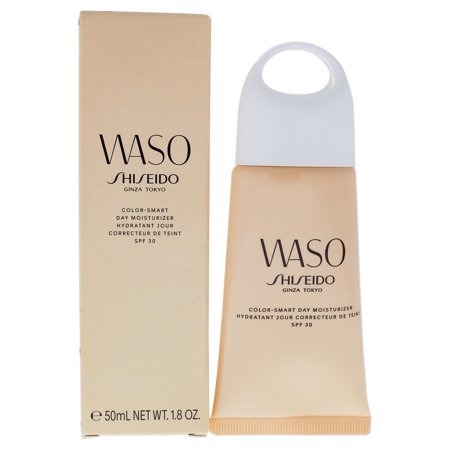 WASO
SHISEIDO
GINZA TOKYO
COLOR-SMART
DAY MOISTURIZER
HYDRATANT JOUR
CORRECTEUR DE TEINT
SPF 30
℮ 50mL NET WT. 1.8 OZ.
WASO
SHISEIDO
GINZA TOKYO
COLOR-SMART DAY MOISTURIZER
HYDRATANT JOUR CORRECTEUR DE TEINT
SPF 30